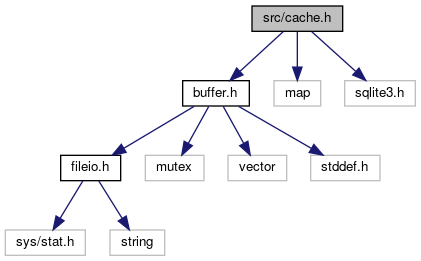 src/cache.h
buffer.h
map
sqlite3.h
fileio.h
mutex
vector
stddef.h
sys/stat.h
string